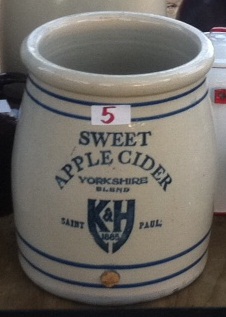 5
SWEET
APPLE CIDER
YORKSHIRE
BLEND
SAINT K&H PAUL